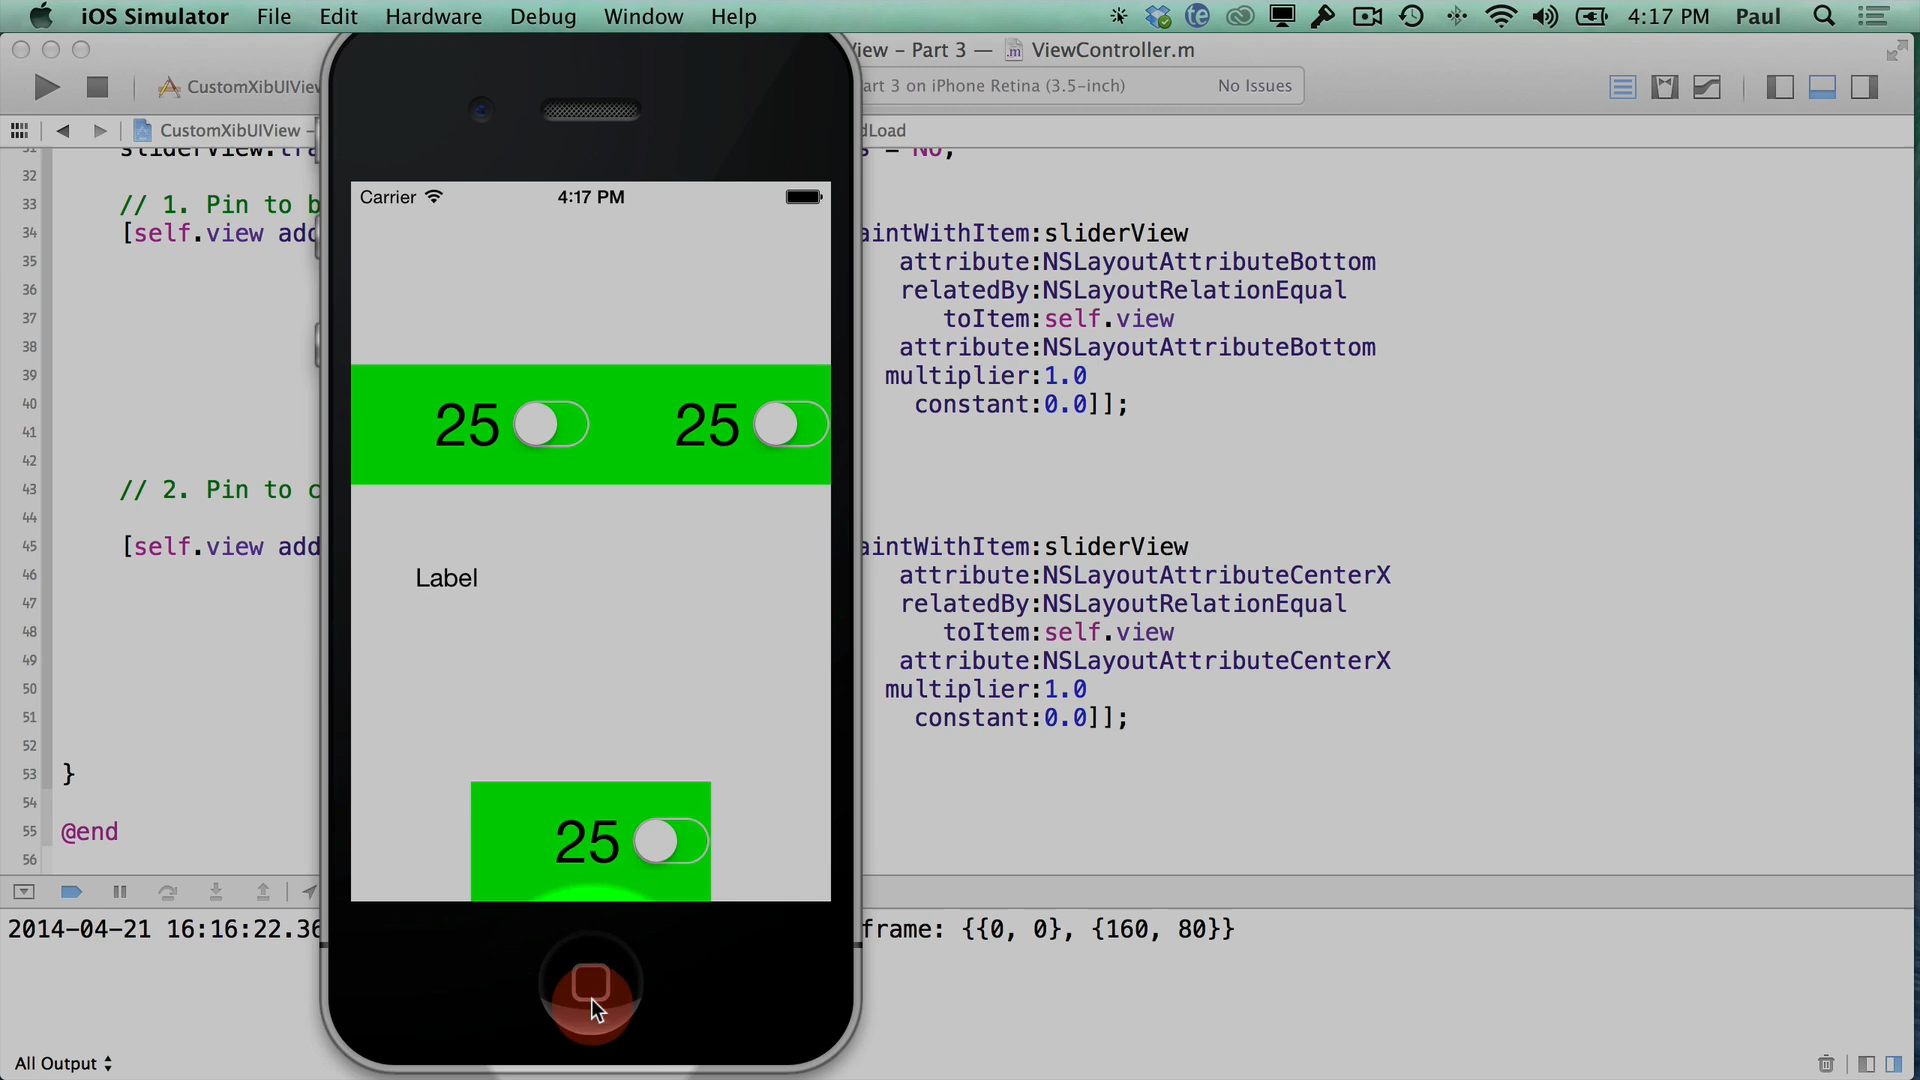 iOS Simulator File Edit Hardware Debug Window Help 4:17 PM Paul
View - Part 3 — ViewController.m
CustomXibUIView art 3 on iPhone Retina (3.5-inch) No Issues
CustomXibUIView dLoad
31 sliderView.tra s = NO;
32
33 // 1. Pin to b
34 [self.view add aintWithItem:sliderView
35 attribute:NSLayoutAttributeBottom
36 relatedBy:NSLayoutRelationEqual
37 toItem:self.view
38 attribute:NSLayoutAttributeBottom
39 multiplier:1.0
40 constant:0.0]];
41
42
43 // 2. Pin to c
44
45 [self.view add aintWithItem:sliderView
46 attribute:NSLayoutAttributeCenterX
47 relatedBy:NSLayoutRelationEqual
48 toItem:self.view
49 attribute:NSLayoutAttributeCenterX
50 multiplier:1.0
51 constant:0.0]];
52
53 }
54
55 @end
56
Carrier 4:17 PM
25 25
Label
25
2014-04-21 16:16:22.36 frame: {{0, 0}, {160, 80}}
All Output